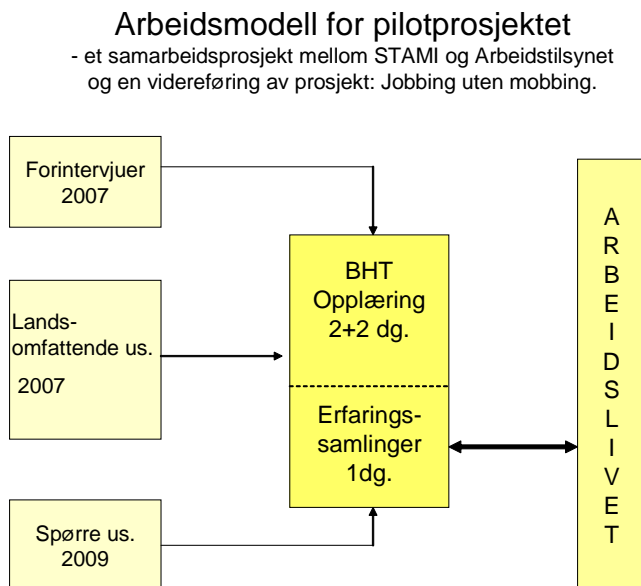 Arbeidsmodell for pilotprosjektet
- et samarbeidsprosjekt mellom STAMI og Arbeidstilsynet
og en videreføring av prosjekt: Jobbing uten mobbing.
Forintervjuer
2007
Lands-
omfattende us.
2007
Spørre us.
2009
BHT
Opplæring
2+2 dg.
Erfarings-
samlinger
1dg.
A
R
B
E
I
D
S
L
I
V
E
T